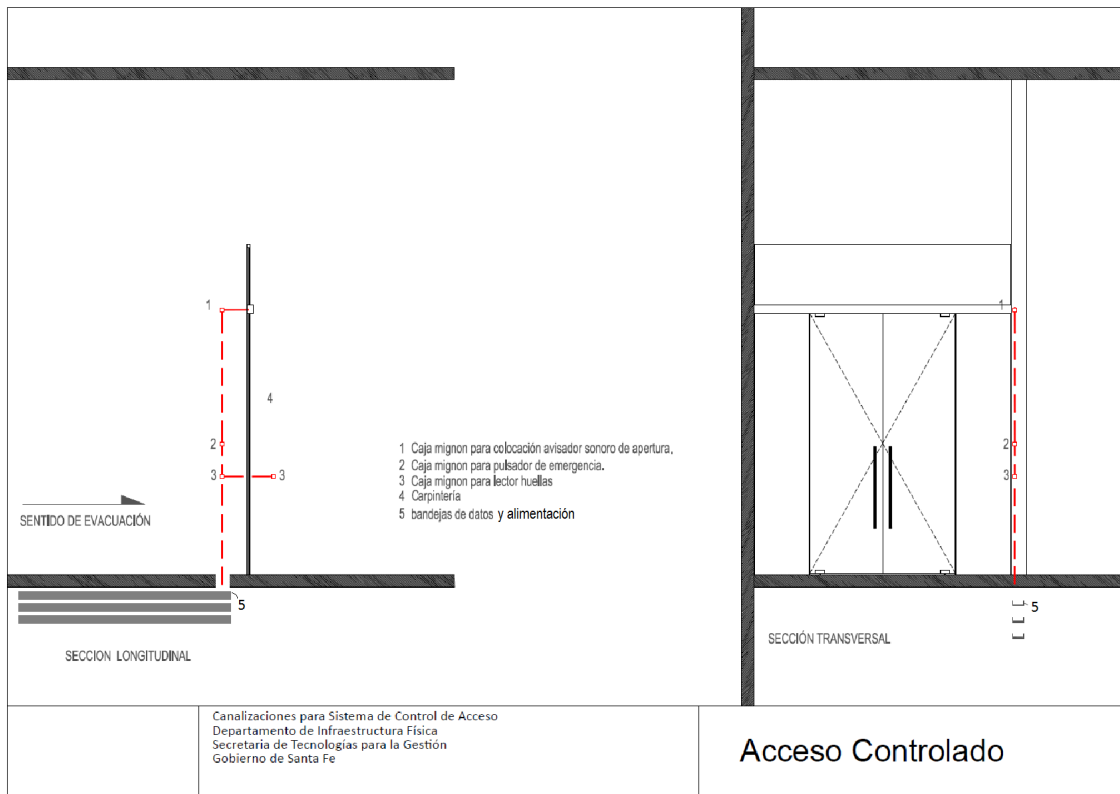 1
2
3
3
4
5
SENTIDO DE EVACUACIÓN
SECCION LONGITUDINAL
1 Caja mignon para colocación avisador sonoro de apertura,
2 Caja mignon para pulsador de emergencia.
3 Caja mignon para lector huellas
4 Carpintería
5 bandejas de datos y alimentación
1
2
3
5
SECCIÓN TRANSVERSAL
Canalizaciones para Sistema de Control de Acceso
Departamento de Infraestructura Física
Secretaria de Tecnologías para la Gestión
Gobierno de Santa Fe
Acceso Controlado